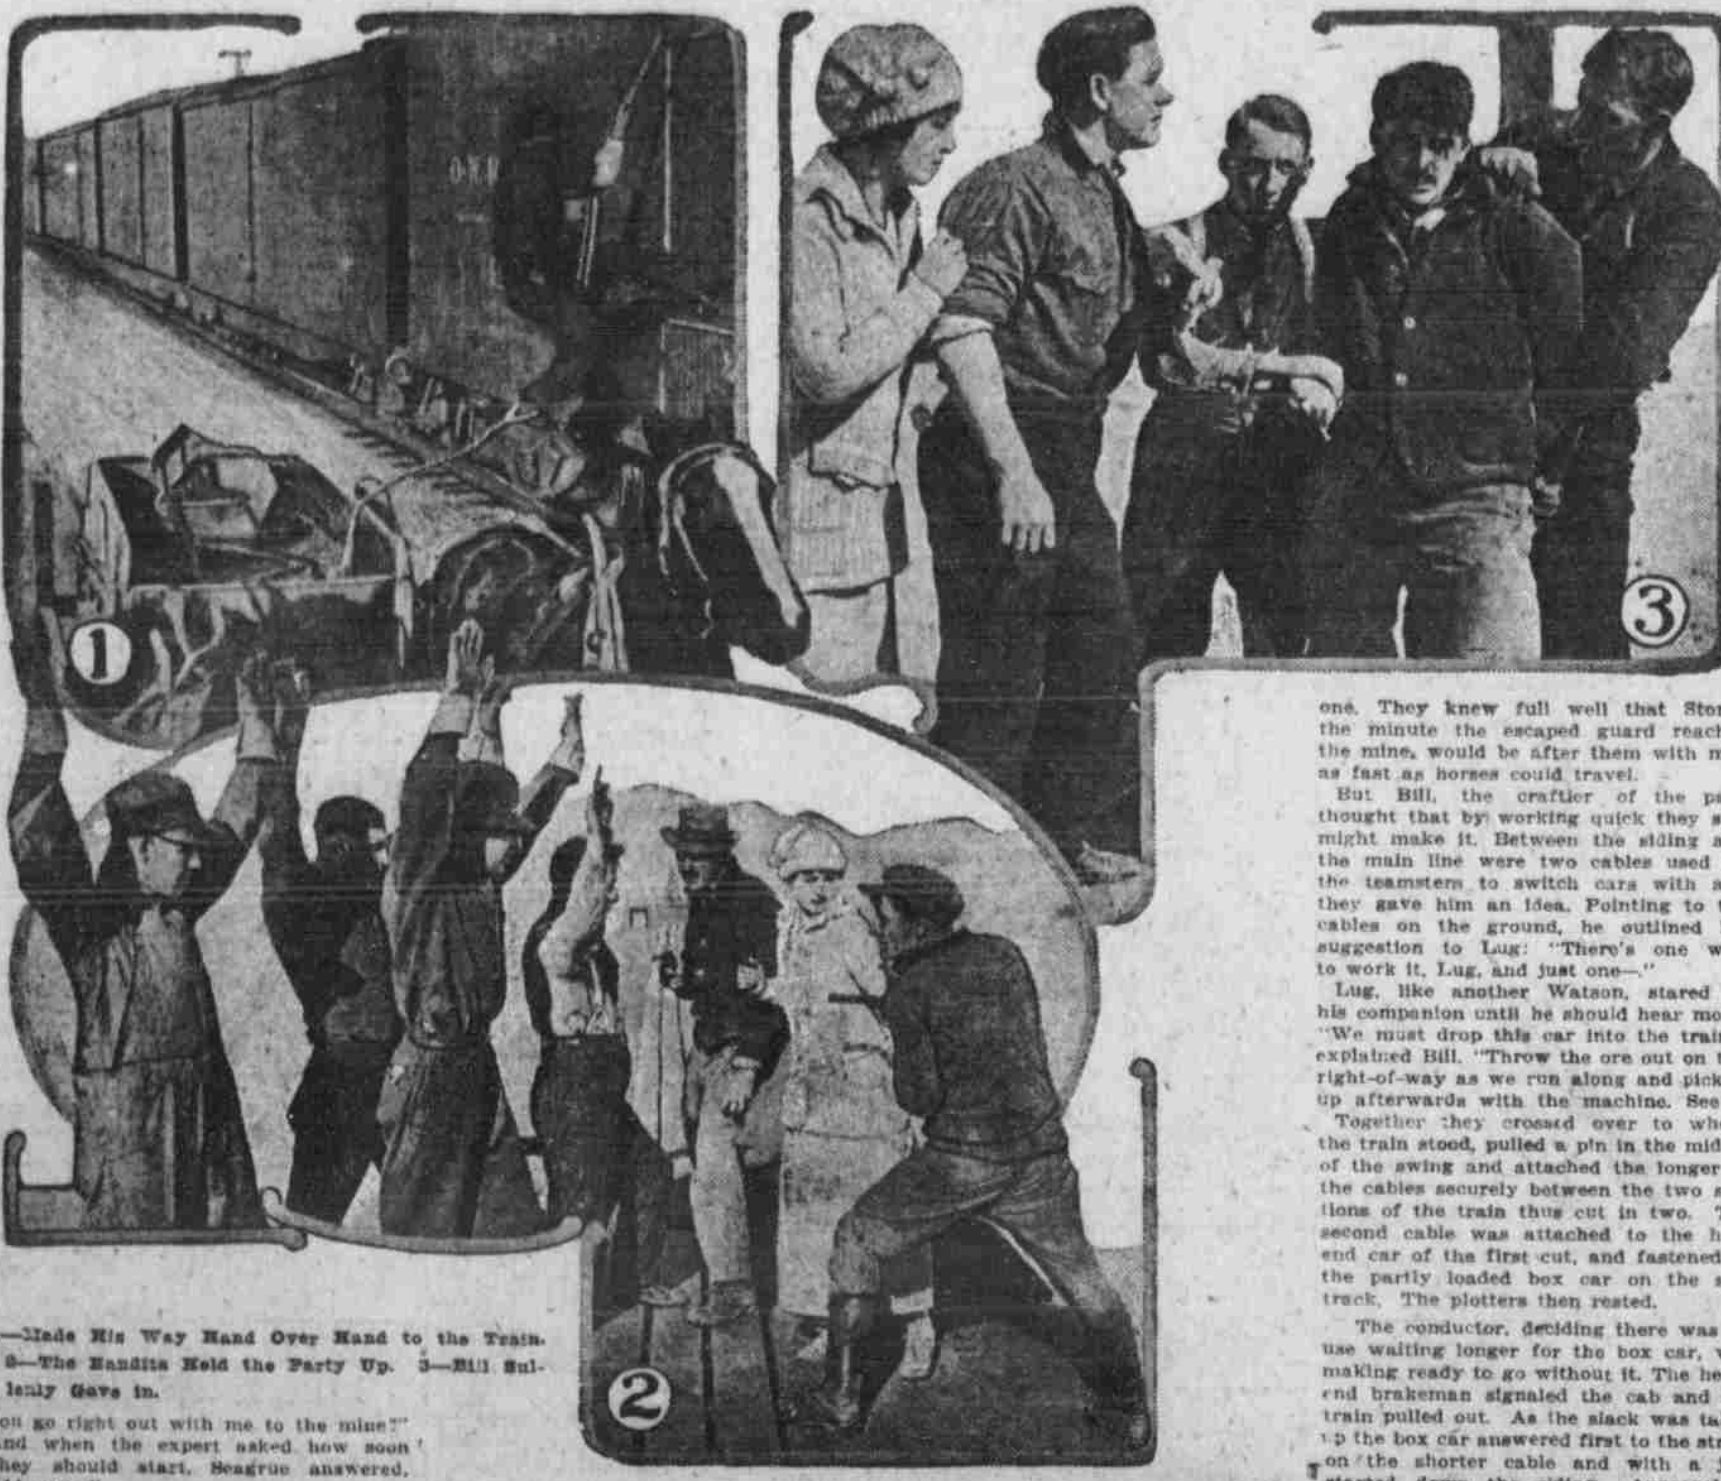 O.W.R
1
3
2
—Made His Way Hand Over Hand to the Train.
2—The Bandits Held the Party Up. 3—Bill Sul-
lenly Gave in.
ou go right out with me to the mine?"
nd when the expert asked how soon
hey should start, Seagrue answered,
one. They knew full well that Stor
the minute the escaped guard reach
the mine, would be after them with m
as fast as horses could travel.
But Bill, the craftier of the pa
thought that by working quick they s
might make it. Between the siding a
the main line were two cables used
the teamsters to switch cars with a
they gave him an idea. Pointing to t
cables on the ground, he outlined
suggestion to Lug: "There's one w
to work it, Lug, and just one—."
Lug, like another Watson, stared
his companion until he should hear mo
"We must drop this car into the train
explained Bill. "Throw the ore out on t
right-of-way as we run along and pick
up afterwards with the machine. See
Together they crossed over to whe
the train stood, pulled a pin in the mid
of the swing and attached the longer
the cables securely between the two s
tions of the train thus cut in two. T
second cable was attached to the h
end car of the first cut, and fastened
the partly loaded box car on the s
track. The plotters then rested.
The conductor, deciding there was
use waiting longer for the box car, w
making ready to go without it. The he
end brakeman signaled the cab and
train pulled out. As the slack was ta
up the box car answered first to the str
on the shorter cable and with a